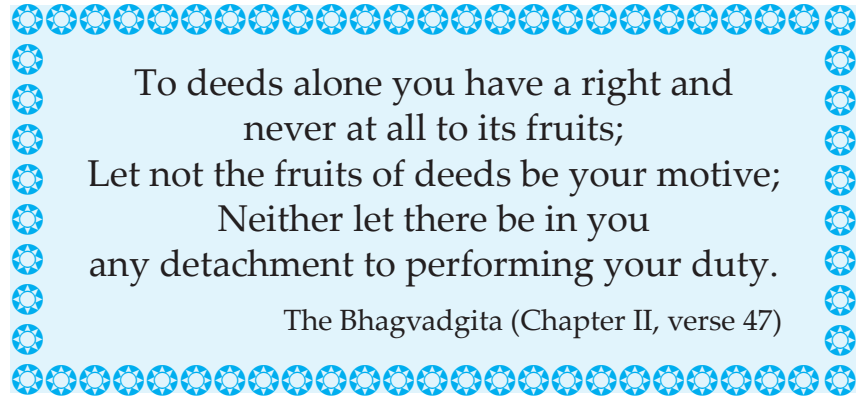 To deeds alone you have a right and
never at all to its fruits;
Let not the fruits of deeds be your motive;
Neither let there be in you
any detachment to performing your duty.
The Bhagvadgita (Chapter II, verse 47)